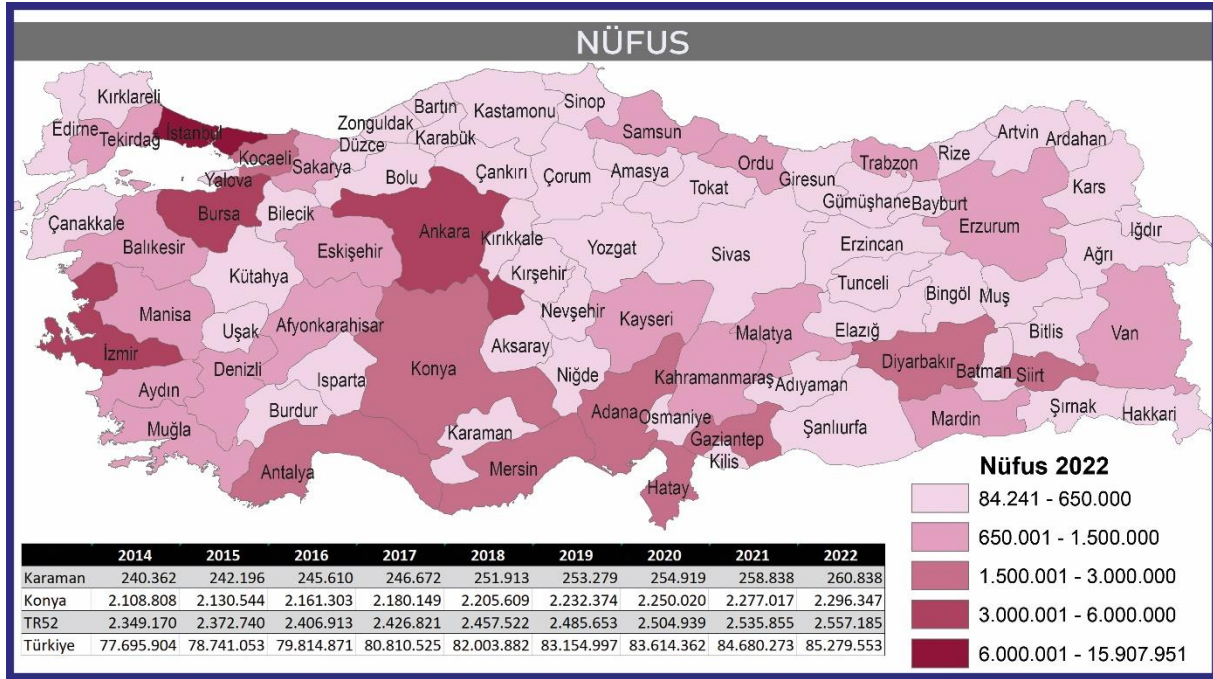 NÜFUS
Kırklareli
Edirne
Tekirdağ
İstanbul
Kocaeli
Yalova
Sakarya
Zonguldak
Düzce
Bartın
Karabük
Kastamonu
Sinop
Samsun
Ordu
Giresun
Trabzon
Rize
Artvin
Ardahan
Kars
Iğdır
Ağrı
Bolu
Çankırı
Çorum
Amasya
Tokat
Gümüşhane
Bayburt
Erzurum
Çanakkale
Balıkesir
Bursa
Bilecik
Eskişehir
Ankara
Kırıkkale
Yozgat
Sivas
Erzincan
Tunceli
Bingöl
Muş
Bitlis
Van
Kütahya
Kırşehir
Nevşehir
Kayseri
Malatya
Elazığ
Manisa
Uşak
Afyonkarahisar
Aksaray
Niğde
Konya
İzmir
Denizli
Isparta
Aydın
Burdur
Muğla
Antalya
Karaman
Mersin
Adana
Kahramanmaraş
Osmaniye
Adıyaman
Gaziantep
Kilis
Hatay
Şanlıurfa
Diyarbakır
Batman
Siirt
Mardin
Şırnak
Hakkari
Nüfus 2022
84.241 - 650.000
650.001 - 1.500.000
1.500.001 - 3.000.000
3.000.001 - 6.000.000
6.000.001 - 15.907.951
2014 2015 2016 2017 2018 2019 2020 2021 2022
Karaman 240.362 242.196 245.610 246.672 251.913 253.279 254.919 258.838 260.838
Konya 2.108.808 2.130.544 2.161.303 2.180.149 2.205.609 2.232.374 2.250.020 2.277.017 2.296.347
TR52 2.349.170 2.372.740 2.406.913 2.426.821 2.457.522 2.485.653 2.504.939 2.535.855 2.557.185
Türkiye 77.695.904 78.741.053 79.814.871 80.810.525 82.003.882 83.154.997 83.614.362 84.680.273 85.279.553